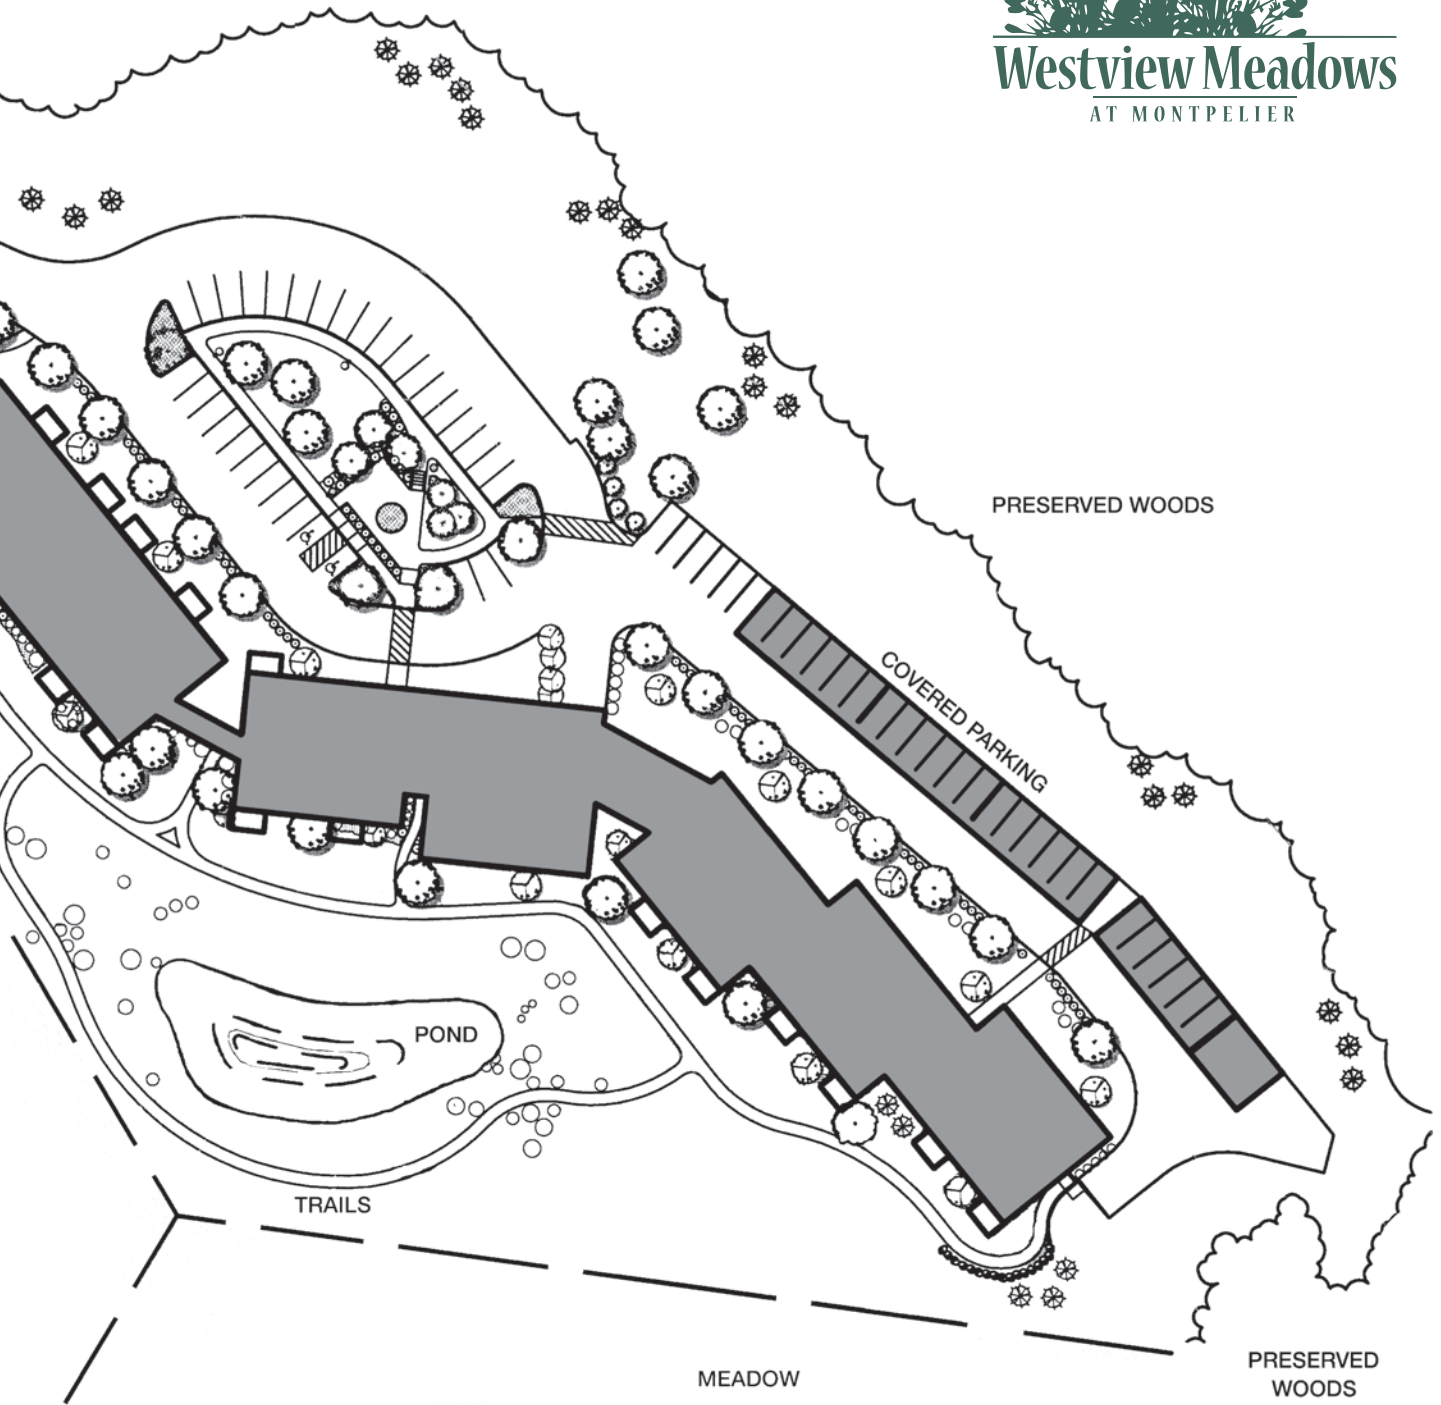 Westview Meadows
AT MONTPELIER
PRESERVED WOODS
COVERED PARKING
POND
TRAILS
MEADOW
PRESERVED
WOODS